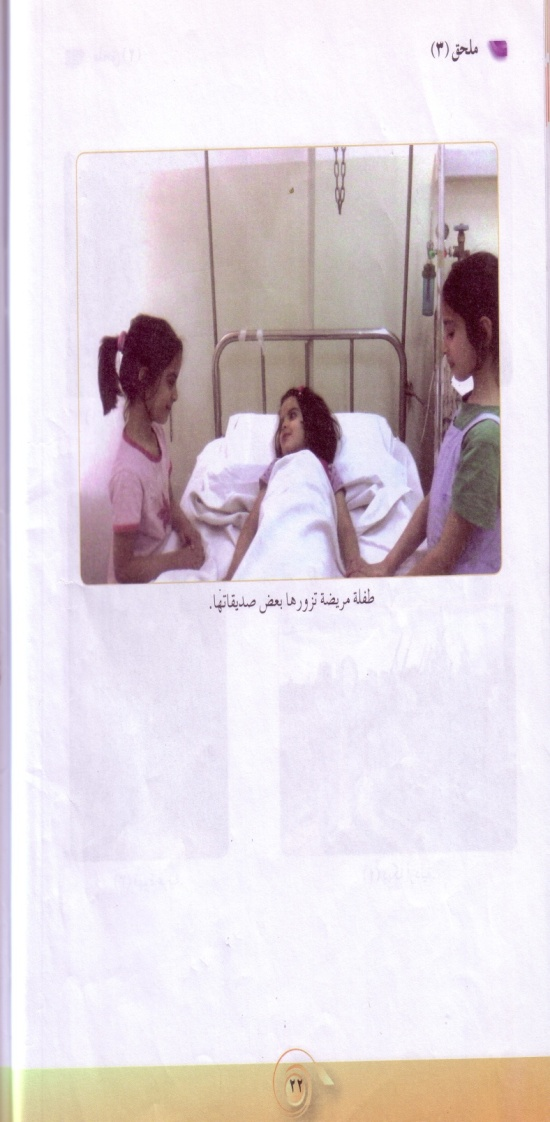 ملحق (٣)
طفلة مريضة تزورها بعض صديقاتها.
٢٢